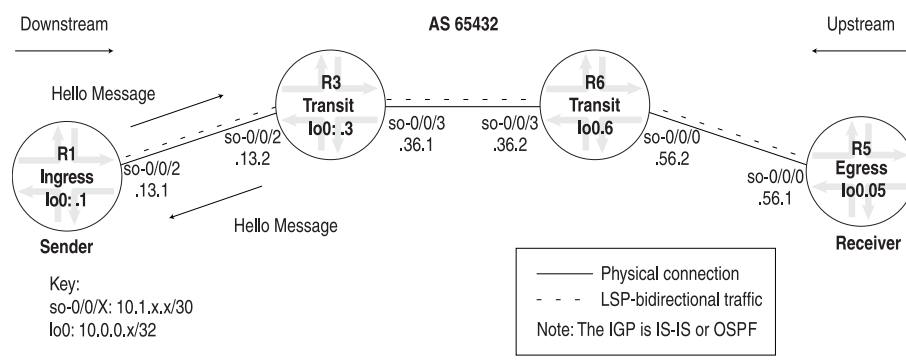 Downstream
AS 65432
Upstream
Hello Message
R1
Ingress
lo0: .1
Sender
so-0/0/2
.13.1
so-0/0/2
.13.2
R3
Transit
lo0: .3
Hello Message
so-0/0/3
.36.1
so-0/0/3
.36.2
R6
Transit
lo0.6
so-0/0/0
.56.2
so-0/0/0
.56.1
R5
Egress
lo0.05
Receiver
Key:
so-0/0/X: 10.1.x.x/30
lo0: 10.0.0.x/32
Physical connection
LSP-bidirectional traffic
Note: The IGP is IS-IS or OSPF